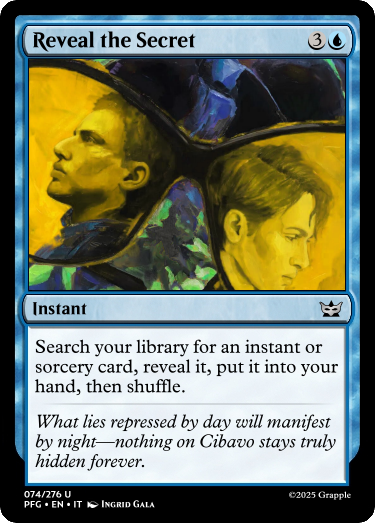 Reveal the Secret 3
Instant
Search your library for an instant or
sorcery card, reveal it, put it into your
hand, then shuffle.
What lies repressed by day will manifest
by night—nothing on Cibavo stays truly
hidden forever.
074/276 U
PFG • EN • IT Ingrid Gala
©2025 Grapple